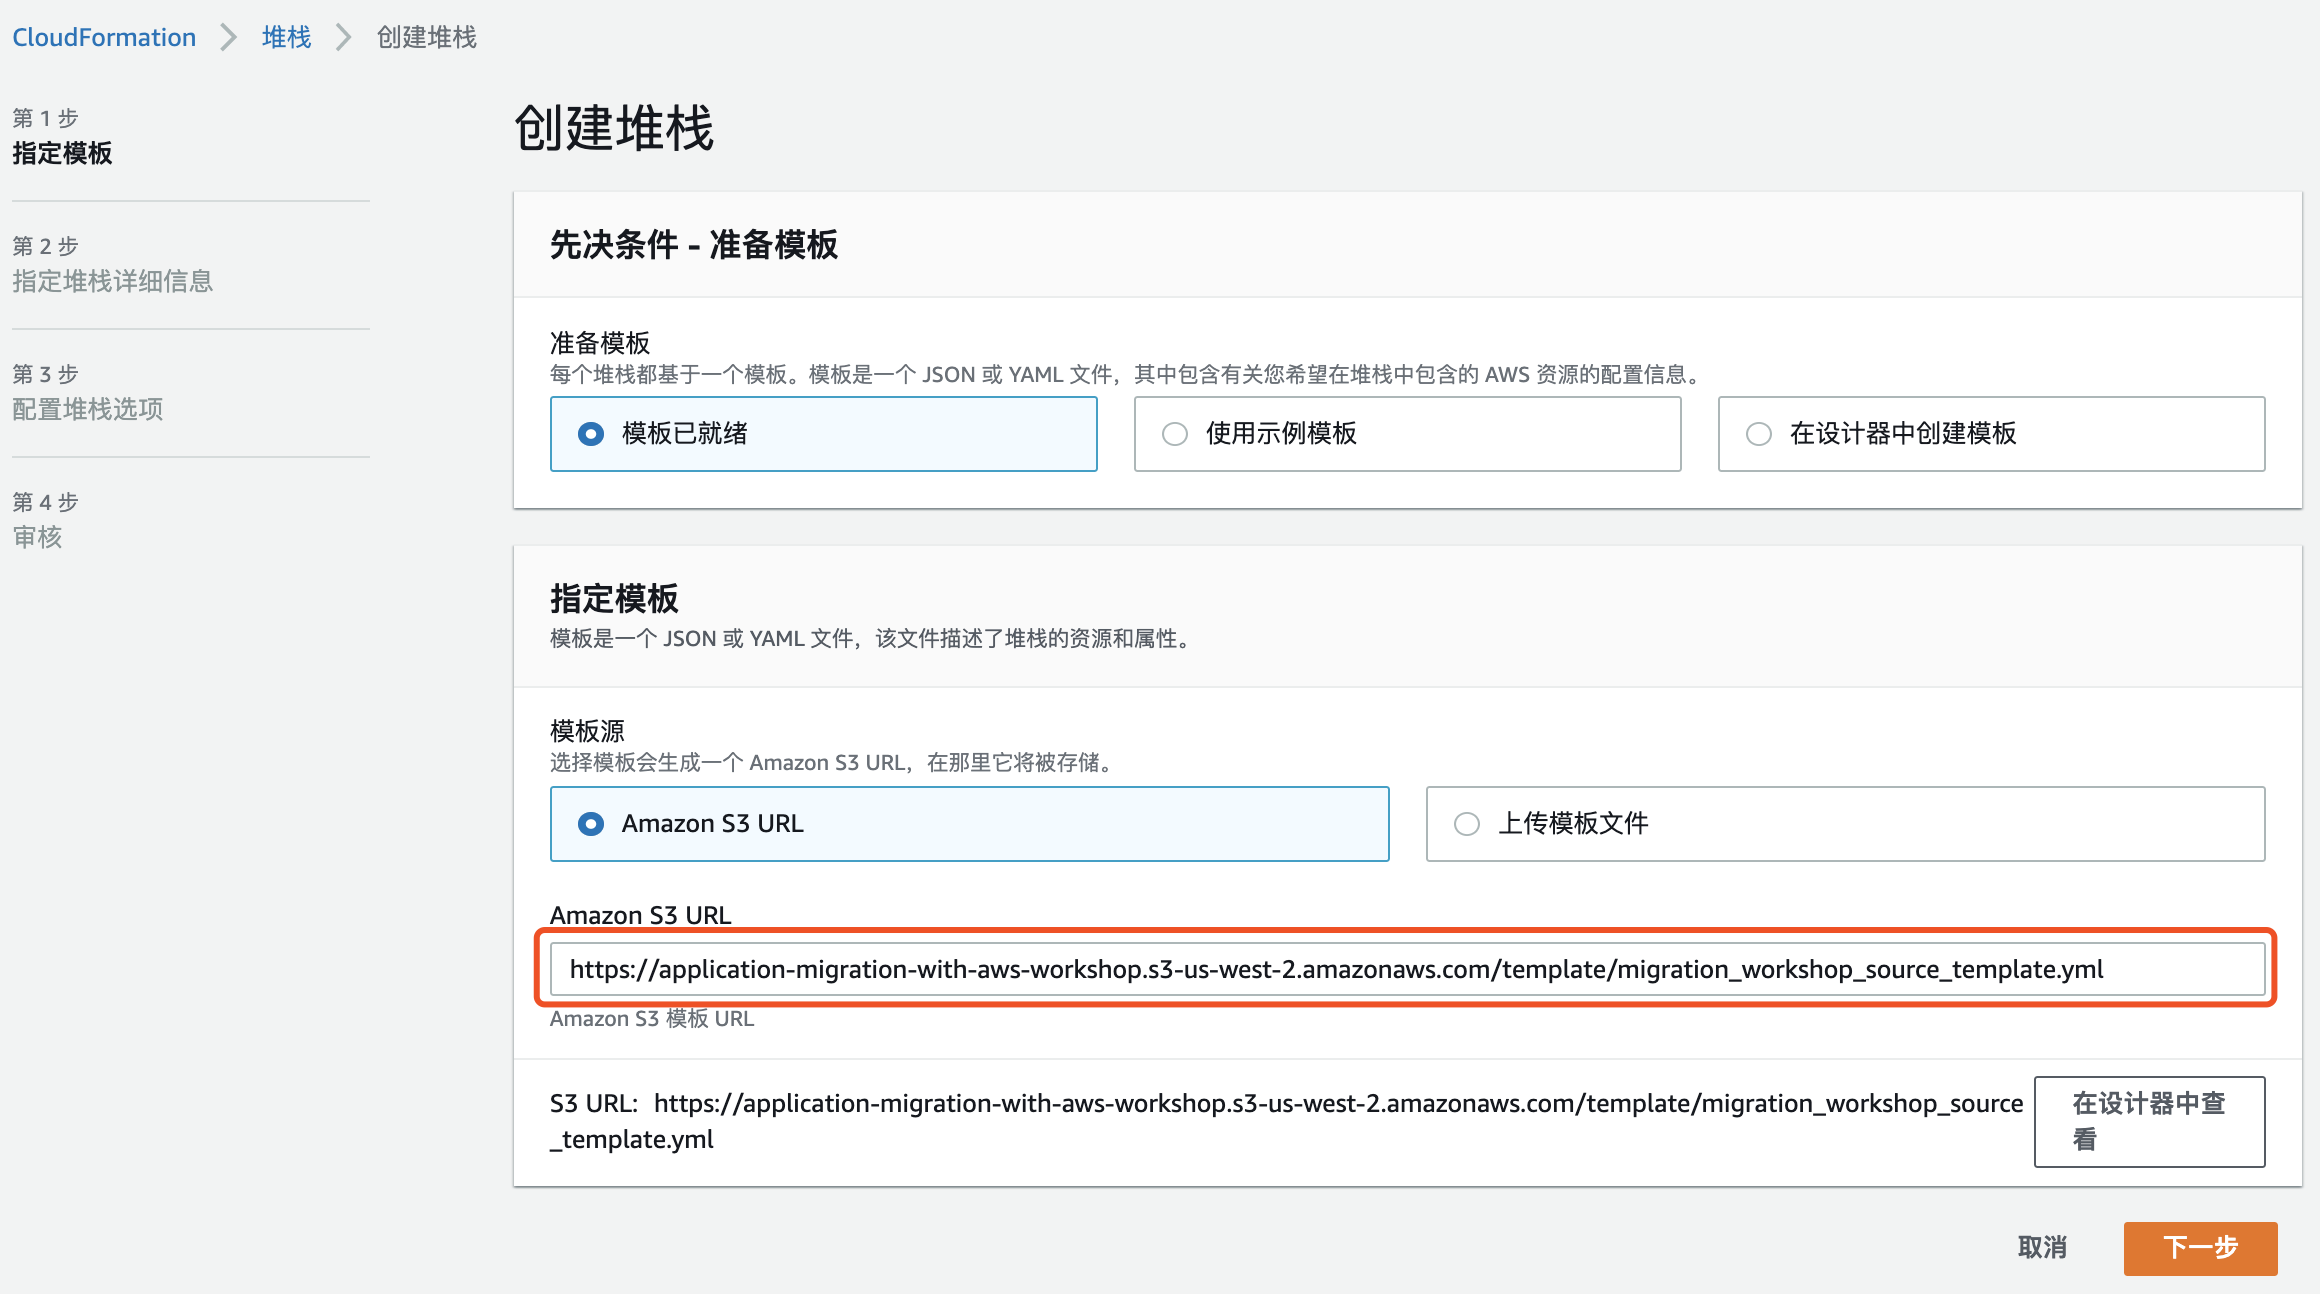 CloudFormation
堆栈
创建堆栈
第 1 步
指定模板
第 2 步
指定堆栈详细信息
第 3 步
配置堆栈选项
第 4 步
审核
创建堆栈
先决条件 - 准备模板
准备模板
每个堆栈都基于一个模板。模板是一个 JSON 或 YAML 文件，其中包含有关您希望在堆栈中包含的 AWS 资源的配置信息。
模板已就绪
使用示例模板
在设计器中创建模板
指定模板
模板是一个 JSON 或 YAML 文件，该文件描述了堆栈的资源和属性。
模板源
选择模板会生成一个 Amazon S3 URL，在那里它将被存储。
Amazon S3 URL
上传模板文件
Amazon S3 URL
https://application-migration-with-aws-workshop.s3-us-west-2.amazonaws.com/template/migration_workshop_source_template.yml
Amazon S3 模板 URL
S3 URL: https://application-migration-with-aws-workshop.s3-us-west-2.amazonaws.com/template/migration_workshop_source
_template.yml
在设计器中查
看
取消
下一步